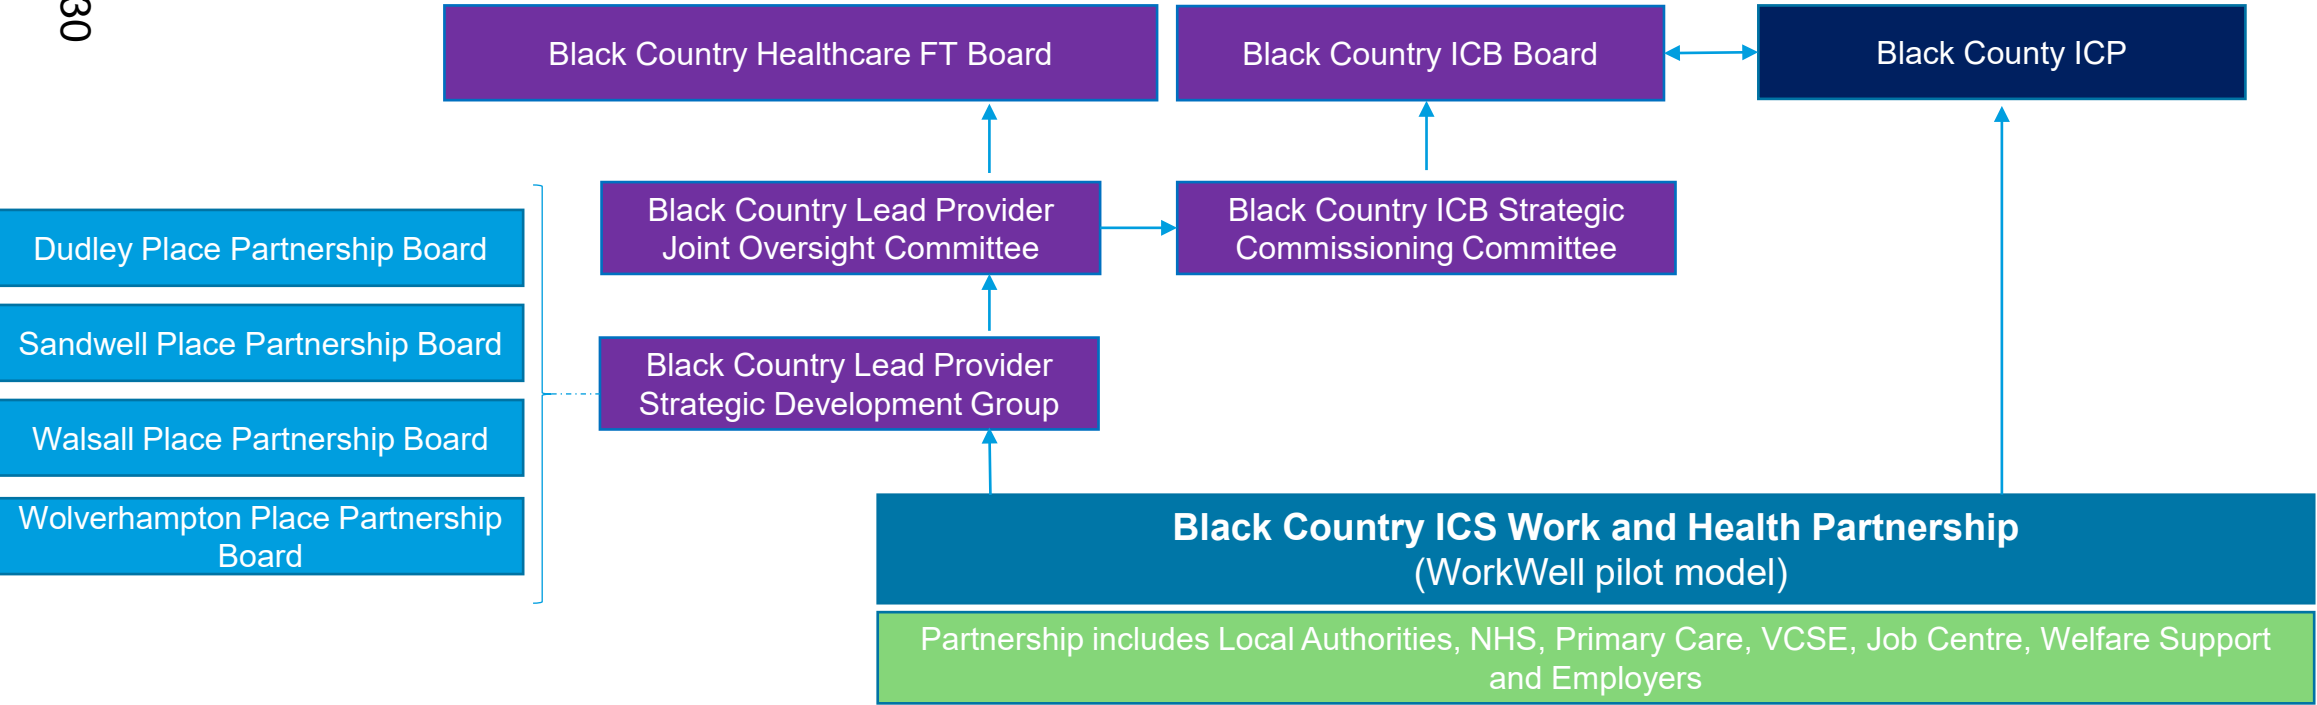 30
Black Country Healthcare FT Board
Black Country ICB Board
Black County ICP
Black Country Lead Provider
Joint Oversight Committee
Black Country ICB Strategic
Commissioning Committee
Dudley Place Partnership Board
Sandwell Place Partnership Board
Walsall Place Partnership Board
Wolverhampton Place Partnership
Board
Black Country Lead Provider
Strategic Development Group
Black Country ICS Work and Health Partnership
(WorkWell pilot model)
Partnership includes Local Authorities, NHS, Primary Care, VCSE, Job Centre, Welfare Support
and Employers